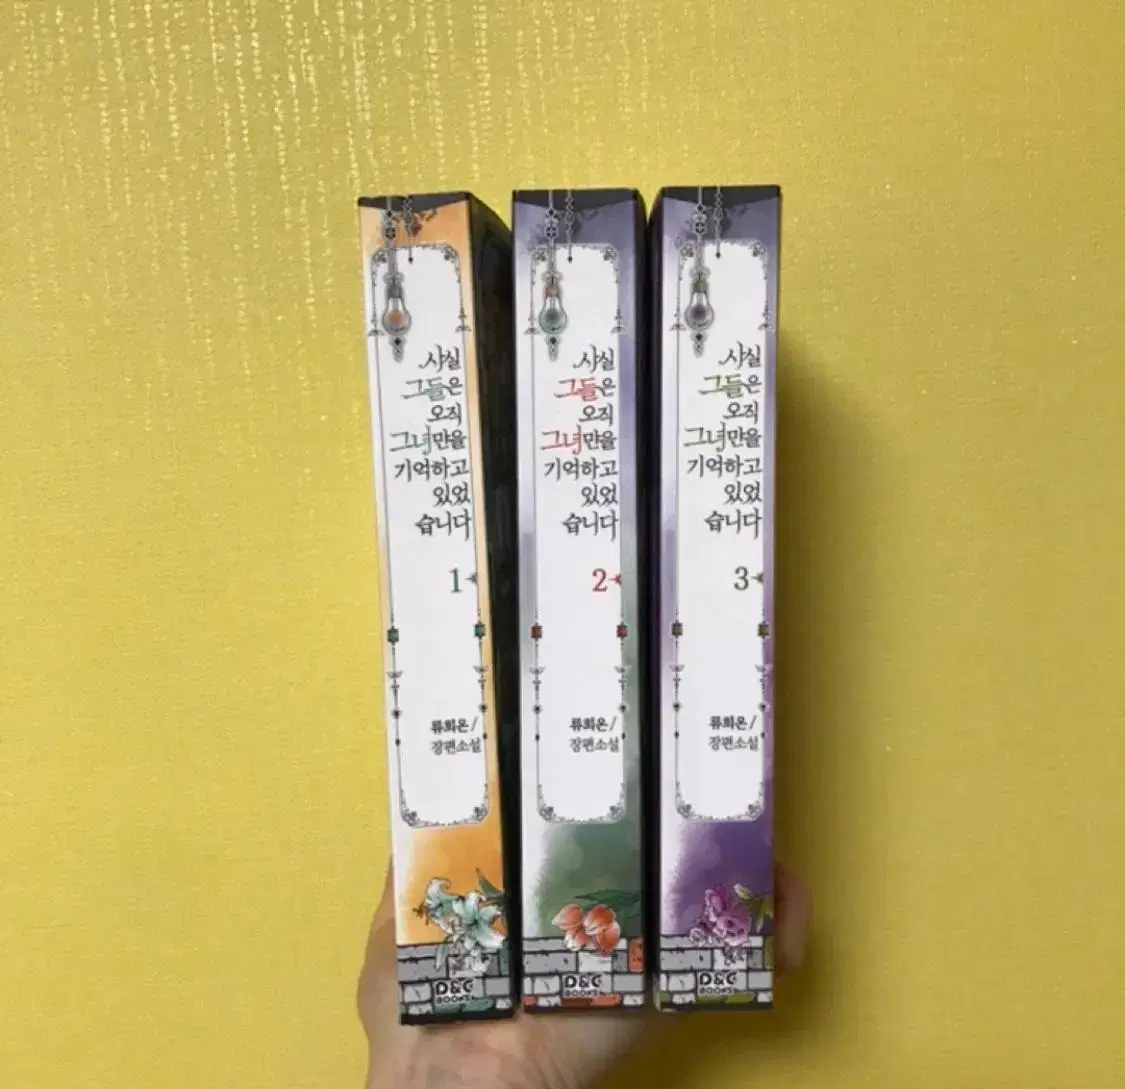 사실
그들은
오직
그녀만을
기억하고
있었
습니다
1
류희온 /
장편소설
D&C
BOOKS
사실
그들은
오직
그녀만을
기억하고
있었
습니다
2
류희온 /
장편소설
D&C
BOOKS
사실
그들은
오직
그녀만을
기억하고
있었
습니다
3
류희온 /
장편소설
D&C
BOOKS